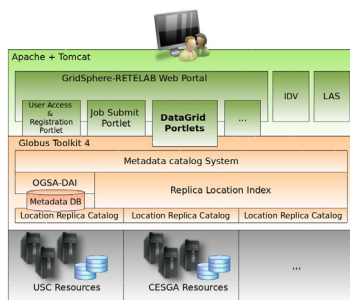 Apache + Tomcat
GridSphere-RETELAB Web Portal
IDV
LAS
User Access
&
Registration
Portlet
Job Submit
Portlet
DataGrid
Portlets
...
Globus Toolkit 4
Metadata catalog System
OGSA-DAI
Replica Location Index
Metadata DB
Location Replica Catalog
Location Replica Catalog
Location Replica Catalog
USC Resources
CESGA Resources
...